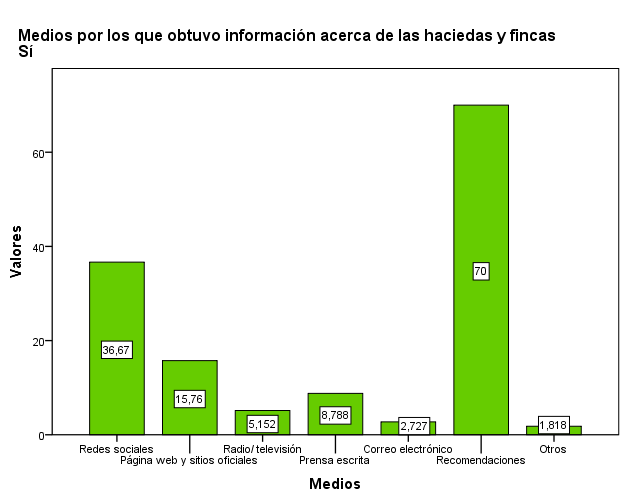 Medios por los que obtuvo información acerca de las haciedas y fincas
Sí
60
40
20
0
Valores
36,67
15,76
5,152
8,788
2,727
70
1,818
Redes sociales
Página web y sitios oficiales
Radio/ televisión
Prensa escrita
Correo electrónico
Recomendaciones
Otros
Medios